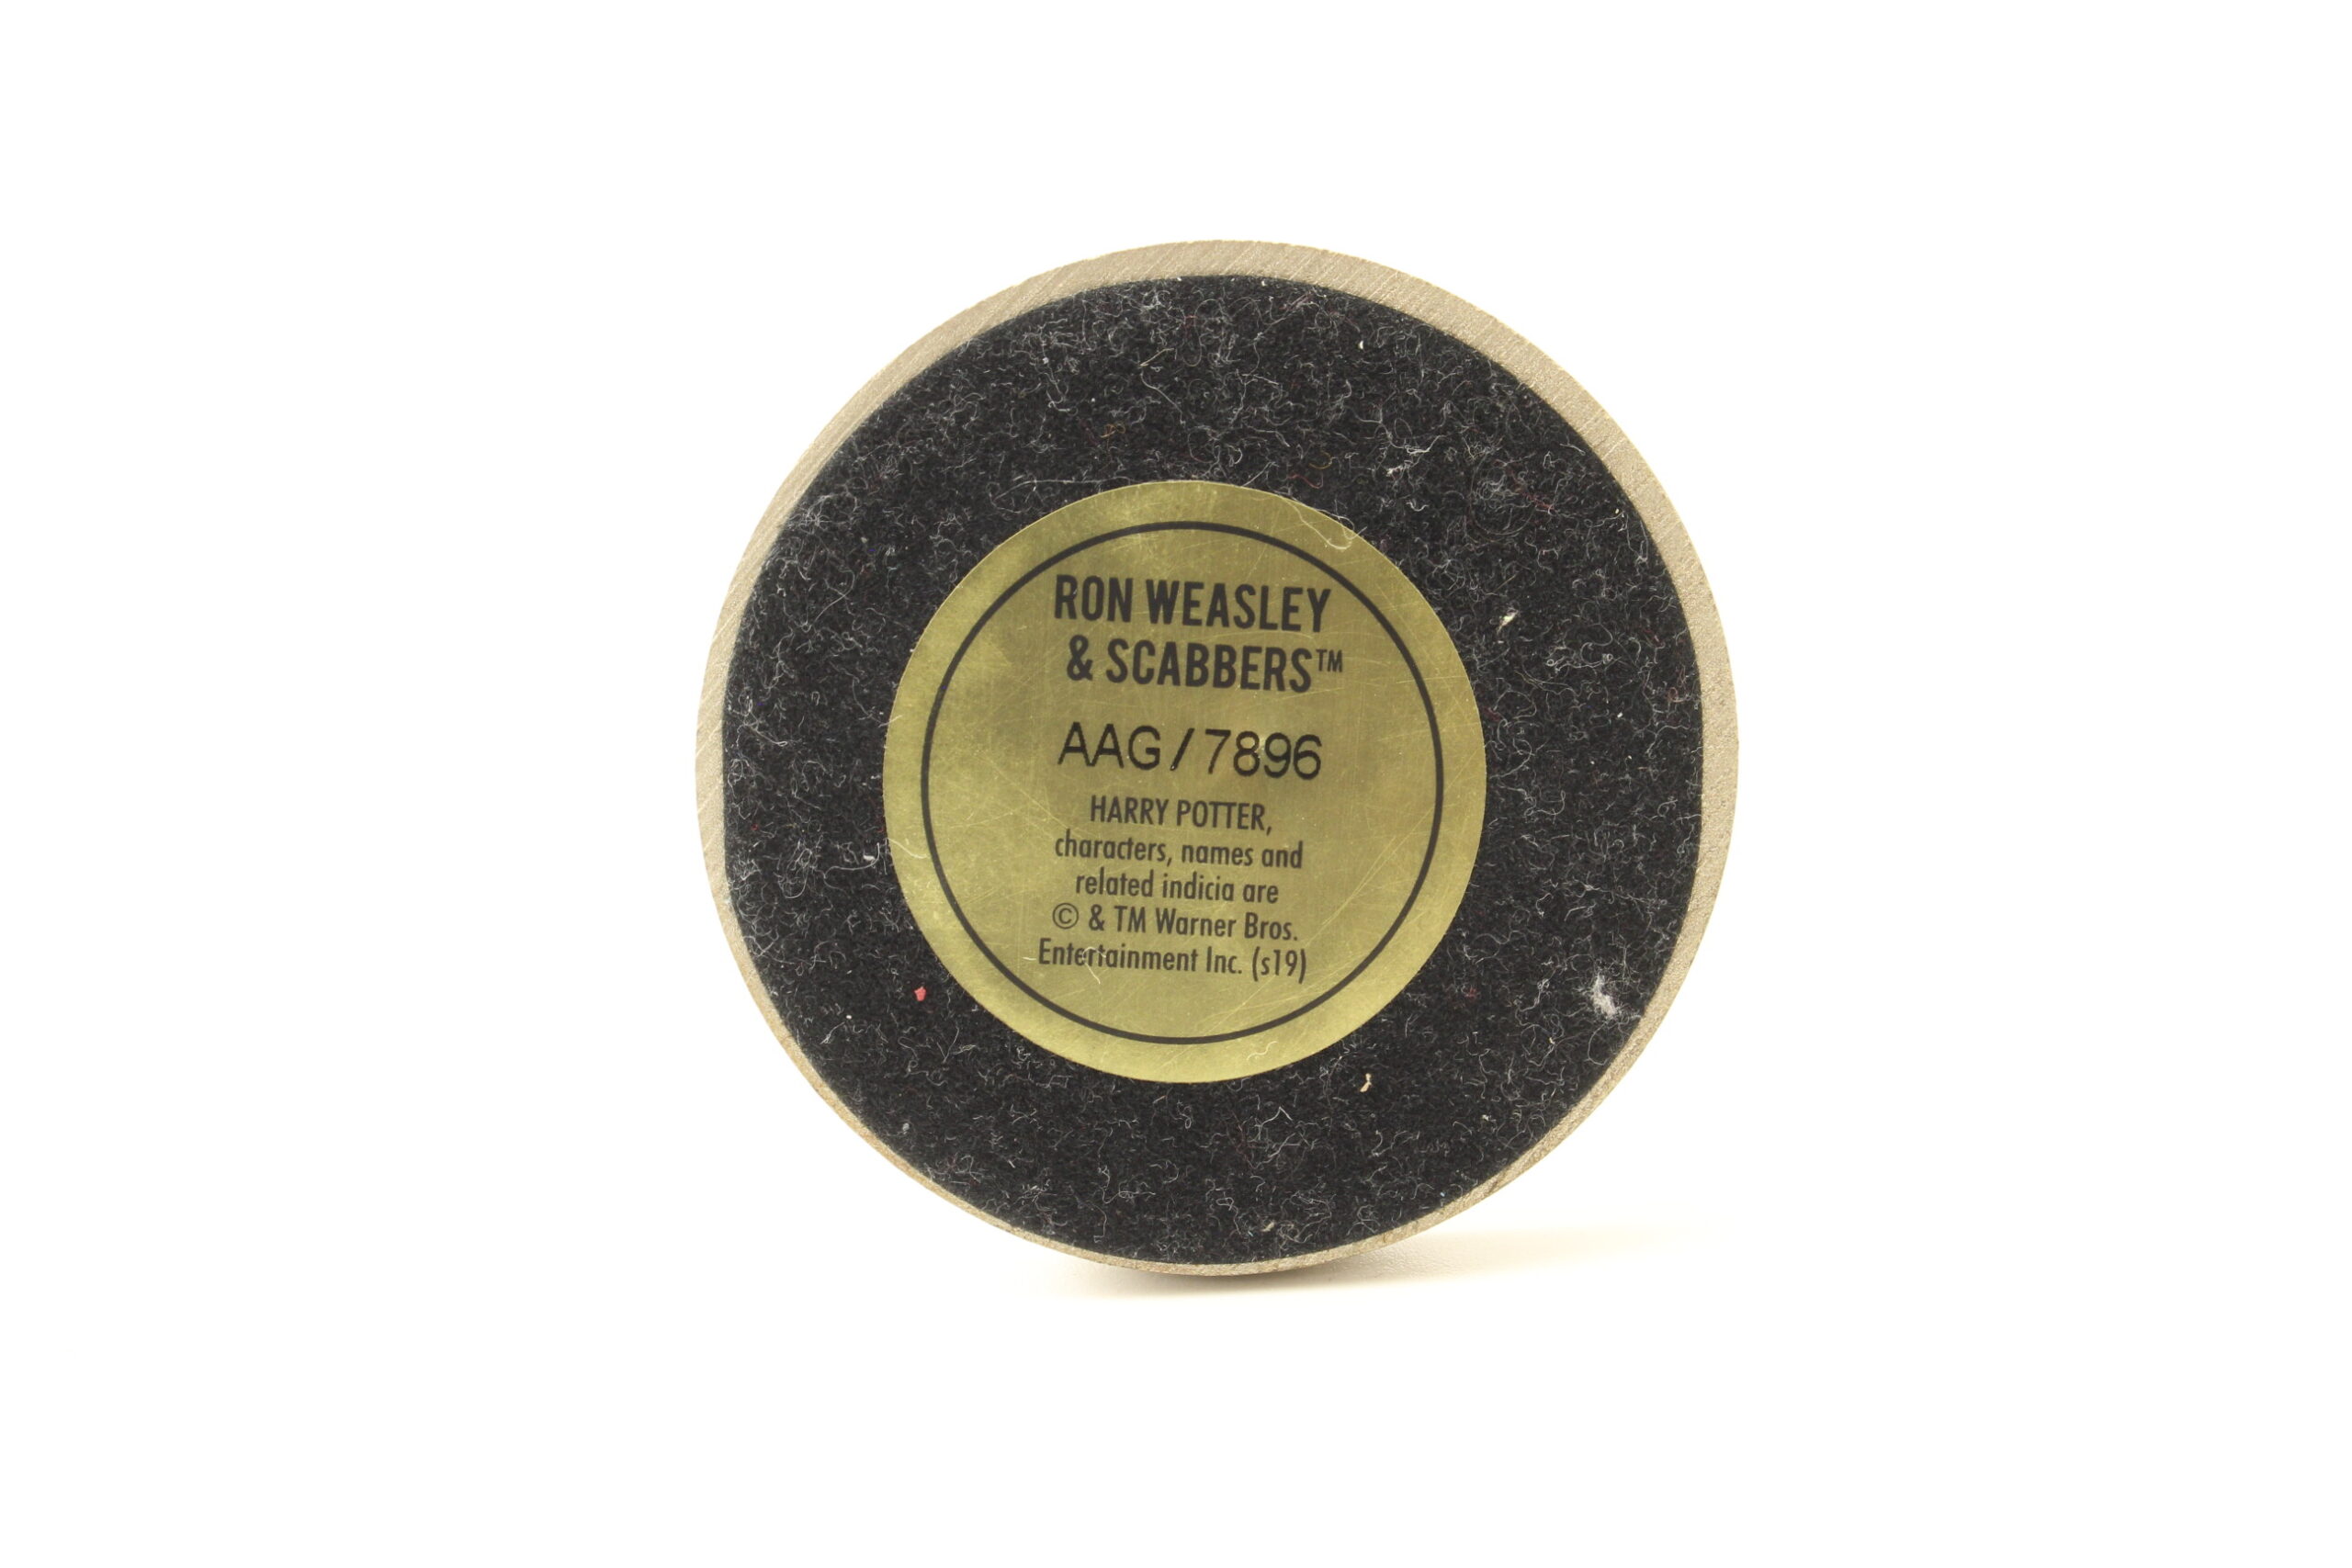 RON WEASLEY
& SCABBERS™
AAG/7896
HARRY POTTER,
characters, names and
related indicia are
© & TM Warner Bros.
Entertainment Inc. (s19)